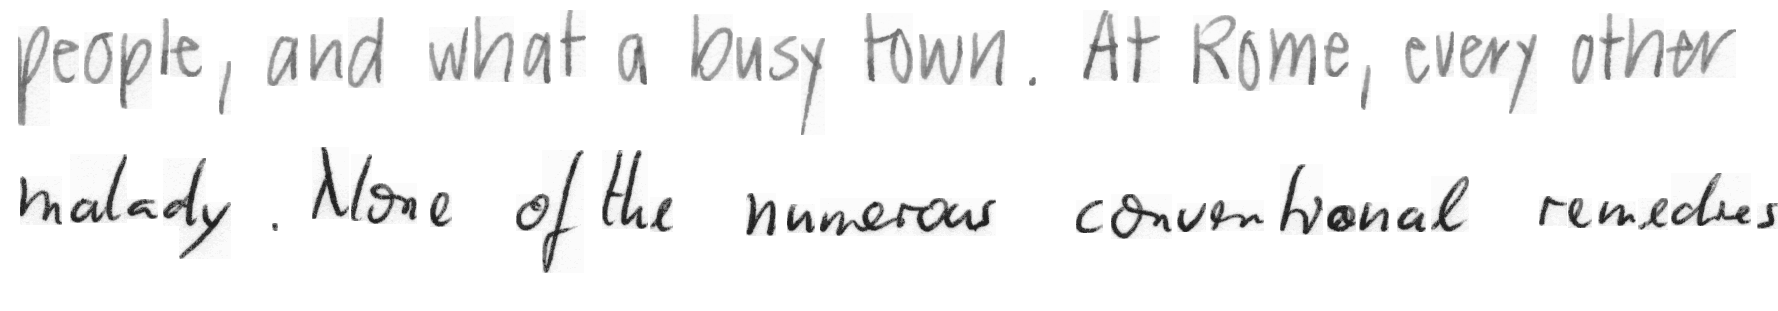 people, and what a busy town. At Rome, every other
malady. None of the numerous conventional remedies